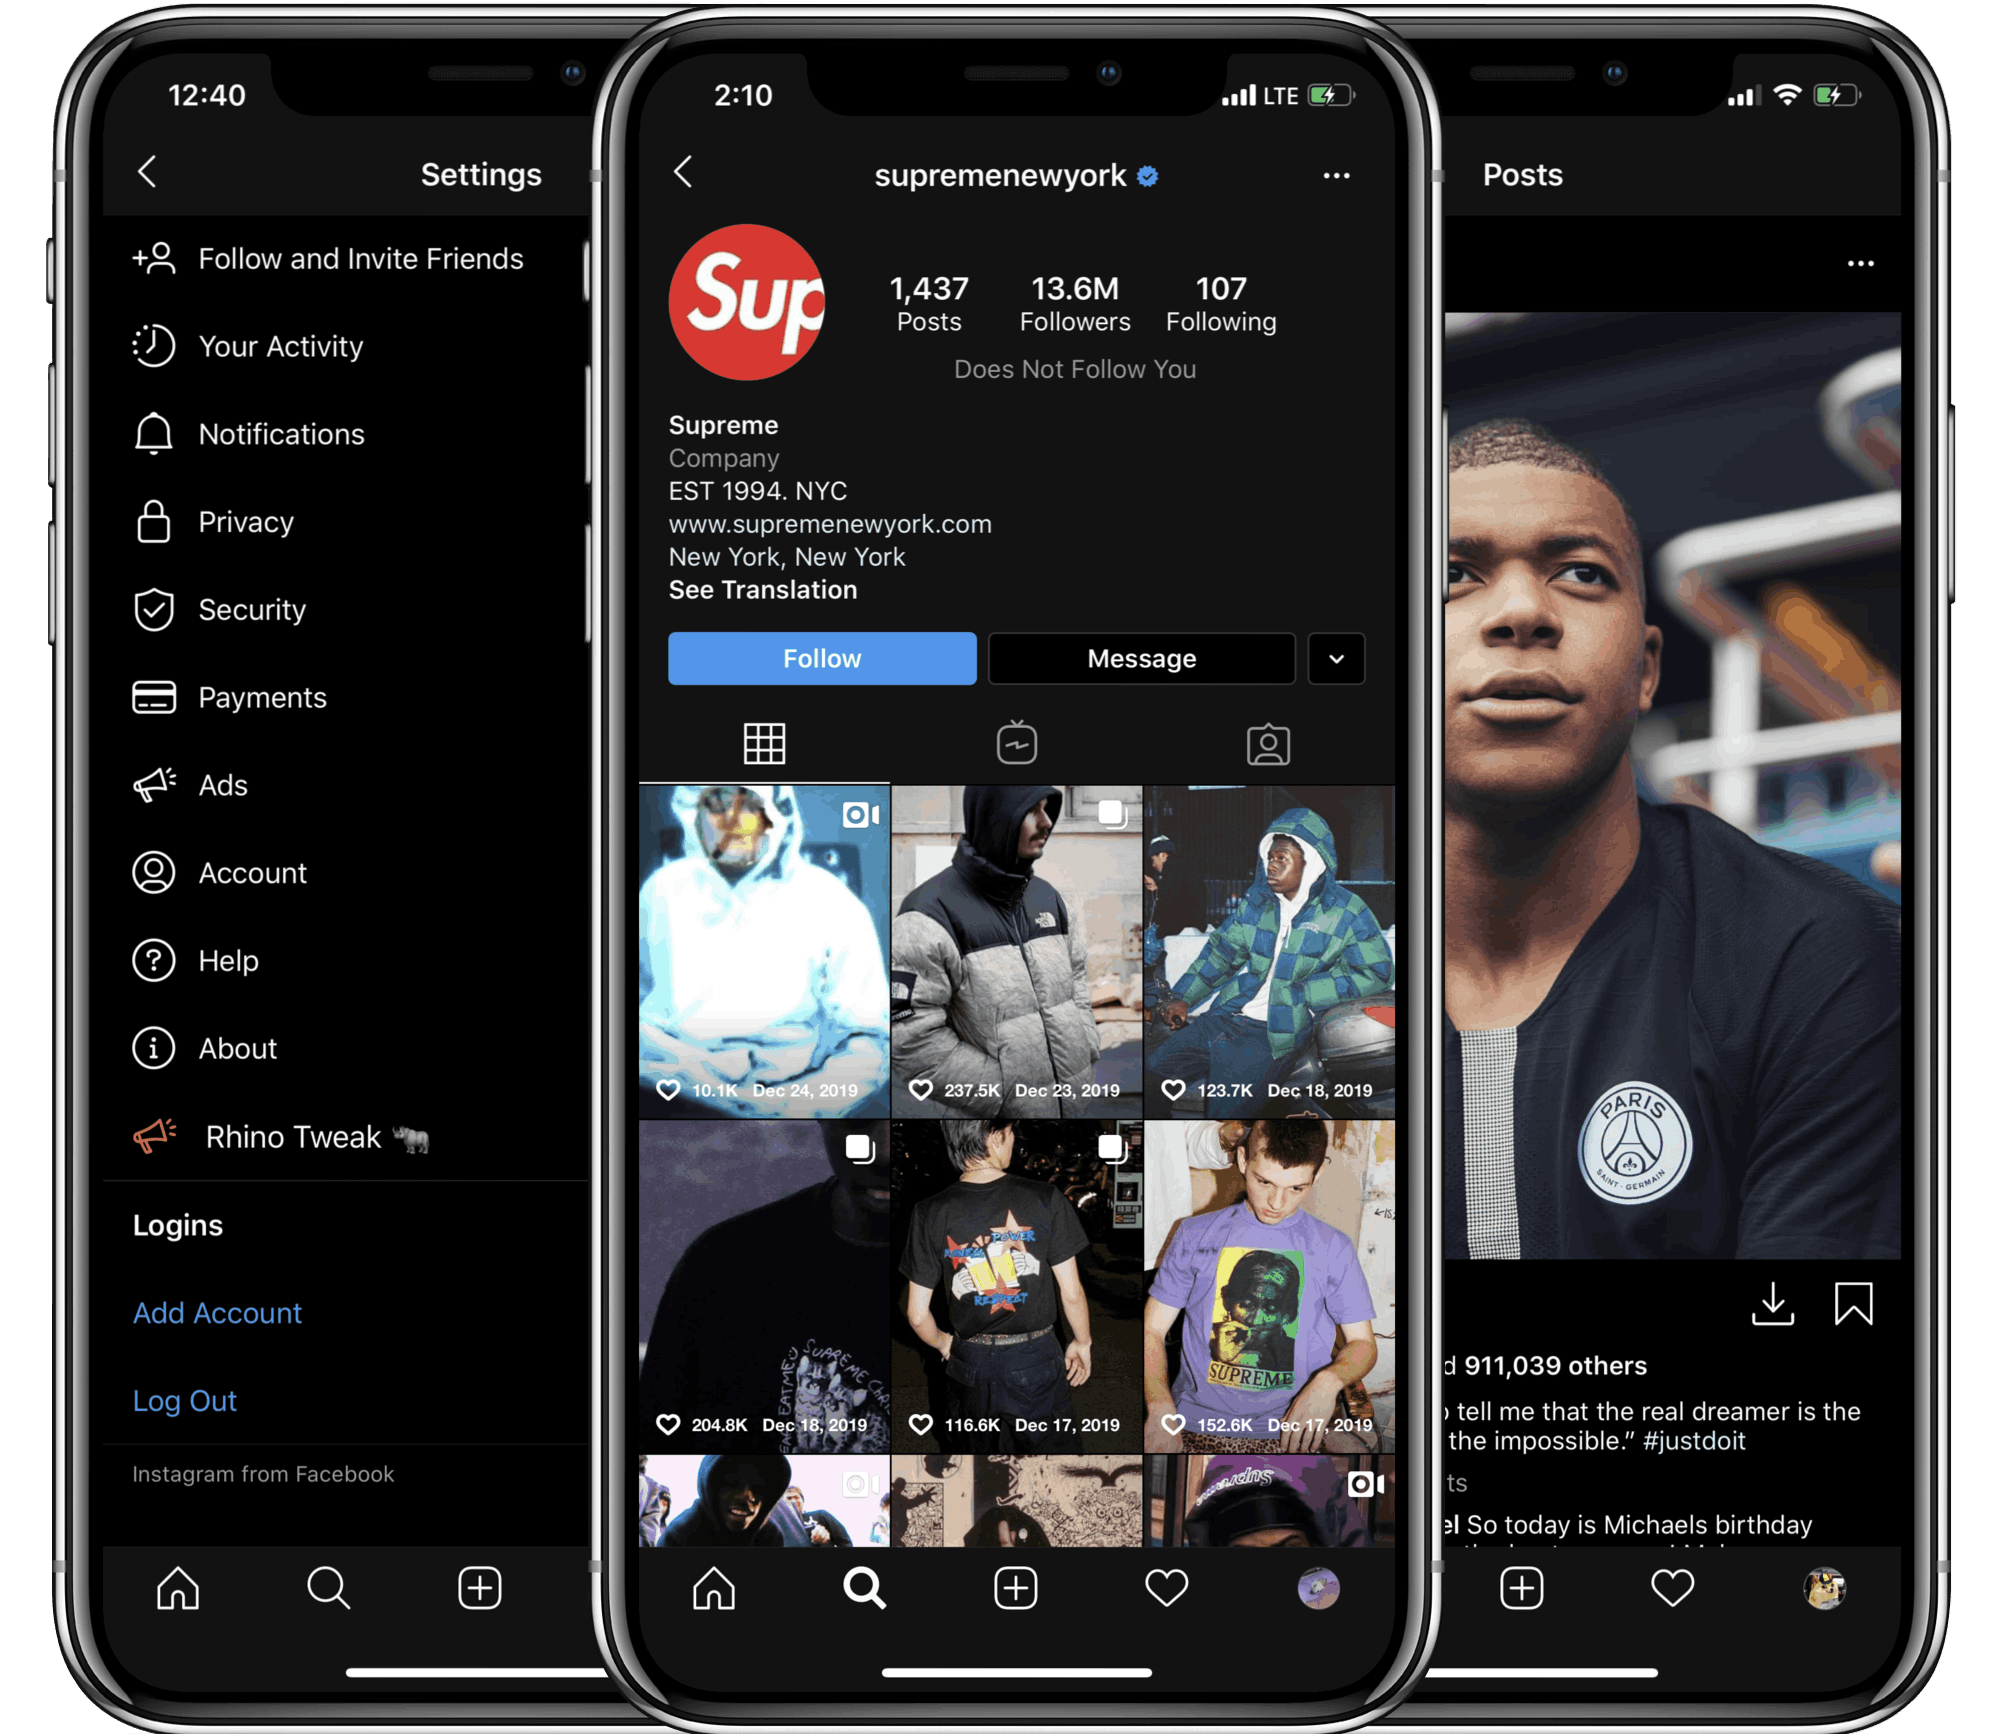 12:40
Settings
Follow and Invite Friends
Your Activity
Notifications
Privacy
Security
Payments
Ads
Account
Help
About
Rhino Tweak
Logins
Add Account
Log Out
Instagram from Facebook
2:10
LTE
supremenewyork
Sup
1,437
13.6M
107
Posts
Followers
Following
Does Not Follow You
Supreme
Company
EST 1994. NYC
www.supremenewyork.com
New York, New York
See Translation
Follow
Message
10.1K Dec 24, 2019
237.5K Dec 23, 2019
123.7K Dec 18, 2019
SUPREME
204.8K Dec 18, 2019
POWER
RESPECT
116.6K Dec 17, 2019
SUPREME
152.6K Dec 17, 2019
Posts
PARIS
SAINT-GERMAIN
911,039 others
tell me that the real dreamer is the
the impossible.” #justdoit
ts
el So today is Michaels birthday